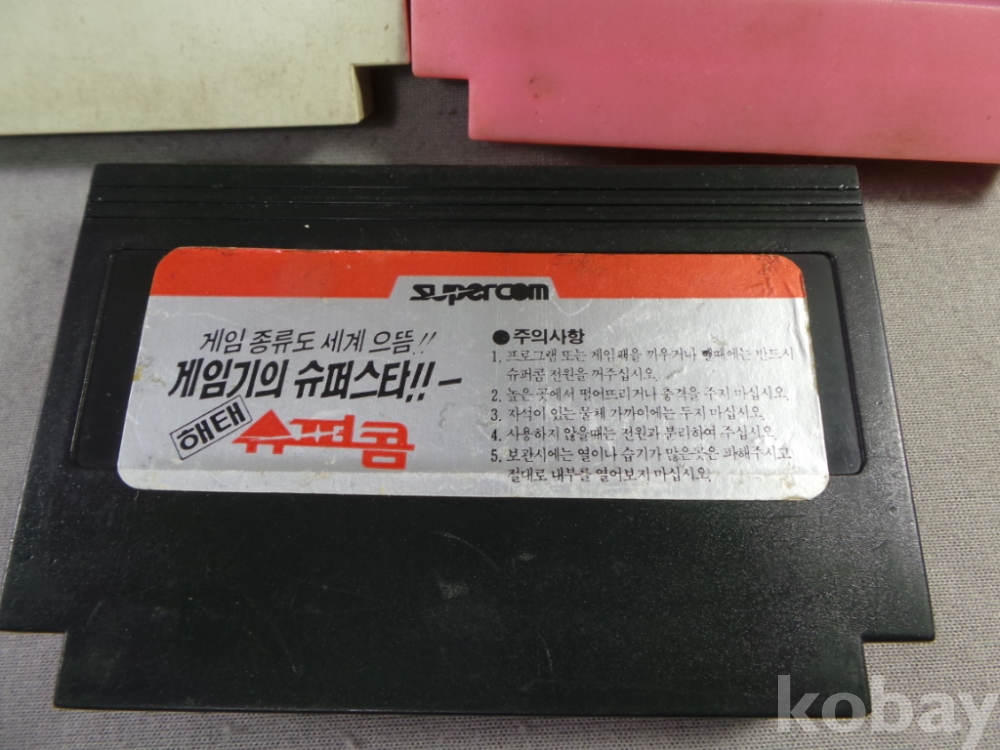 supercom
게임 종류도 세계 으뜸!!
게임기의 슈퍼스타!!–
해태
슈퍼콤
●주의사항
1. 프로그램 또는 게임팩을 끼우거나 뺄때에는 반드시
슈퍼콤 전원을 꺼주십시오.
2. 높은 곳에서 떨어뜨리거나 충격을 주지 마십시오.
3. 자석이 있는 물체 가까이에는 두지 마십시오.
4. 사용하지 않을때는 전원과 분리하여 주십시오.
5. 보관시에는 열이나 습기가 많은곳은 피해주시고
절대로 내부를 열어보지 마십시오.
kobay